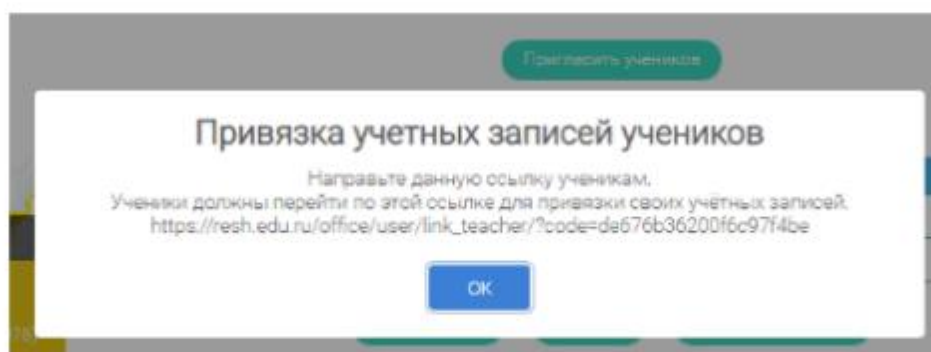 Пригласить учеников
Привязка учетных записей учеников
Направьте данную ссылку ученикам.
Ученики должны перейти по этой ссылке для привязки своих учётных записей.
https://resh.edu.ru/office/user/link_teacher/?code=de676b36200f6c97f4be
OK